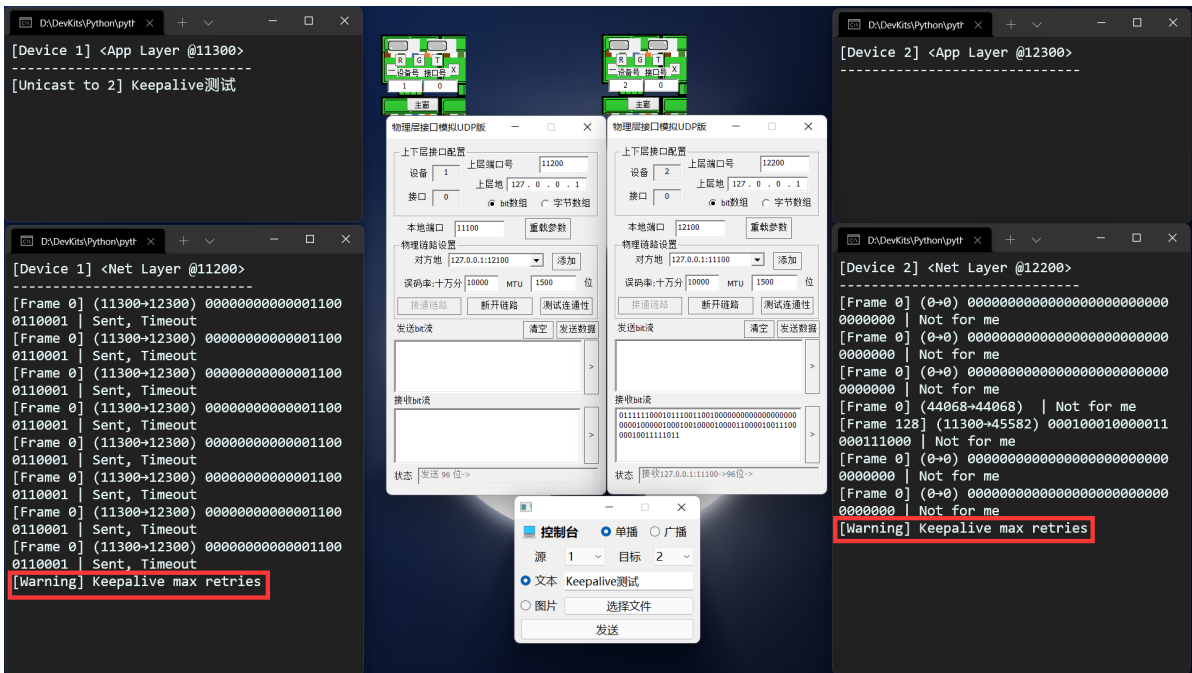 D:\DevKits\Python\pyth
[Device 1] <App Layer @11300>
------------------------------
[Unicast to 2] Keepalive测试
D:\DevKits\Python\pyth
[Device 1] <Net Layer @11200>
------------------------------
[Frame 0] (11300→12300) 00000000000001100
0110001 | Sent, Timeout
[Frame 0] (11300→12300) 00000000000001100
0110001 | Sent, Timeout
[Frame 0] (11300→12300) 00000000000001100
0110001 | Sent, Timeout
[Frame 0] (11300→12300) 00000000000001100
0110001 | Sent, Timeout
[Frame 0] (11300→12300) 00000000000001100
0110001 | Sent, Timeout
[Frame 0] (11300→12300) 00000000000001100
0110001 | Sent, Timeout
[Frame 0] (11300→12300) 00000000000001100
0110001 | Sent, Timeout
[Frame 0] (11300→12300) 00000000000001100
0110001 | Sent, Timeout
[Warning] Keepalive max retries
R G T
设备号 接口号 X
1 0
主窗
R G T
设备号 接口号 X
2 0
主窗
物理层接口模拟UDP版
上下层接口配置
设备 1 上层端口号 11200
上层地 127 . 0 . 0 . 1
接口 0
bit数组 字节数组
本地端口 11100 重载参数
物理链路设置
对方地 127.0.0.1:12100 添加
误码率:十万分 10000 MTU 1500 位
接通链路 断开链路 测试连通性
发送bit流 清空 发送数据
>
接收bit流
>
状态 发送 96 位->
物理层接口模拟UDP版
上下层接口配置
设备 2 上层端口号 12200
上层地 127 . 0 . 0 . 1
接口 0
bit数组 字节数组
本地端口 12100 重载参数
物理链路设置
对方地 127.0.0.1:11100 添加
误码率:十万分 10000 MTU 1500 位
接通链路 断开链路 测试连通性
发送bit流 清空 发送数据
>
接收bit流
>
00010011111011
状态 接收127.0.0.1:11100->96位->
控制台 单播 广播
源 1 目标 2
文本 Keepalive测试
图片 选择文件
发送
D:\DevKits\Python\pyth
[Device 2] <App Layer @12300>
------------------------------
D:\DevKits\Python\pyth
[Device 2] <Net Layer @12200>
------------------------------
[Frame 0] (0→0) 0000000000000000000000000
0000000 | Not for me
[Frame 0] (0→0) 0000000000000000000000000
0000000 | Not for me
[Frame 0] (0→0) 0000000000000000000000000
0000000 | Not for me
[Frame 0] (44068→44068)  | Not for me
[Frame 128] (11300→45582) 000100010000011
000111000 | Not for me
[Frame 0] (0→0) 0000000000000000000000000
0000000 | Not for me
[Frame 0] (0→0) 0000000000000000000000000
0000000 | Not for me
[Warning] Keepalive max retries